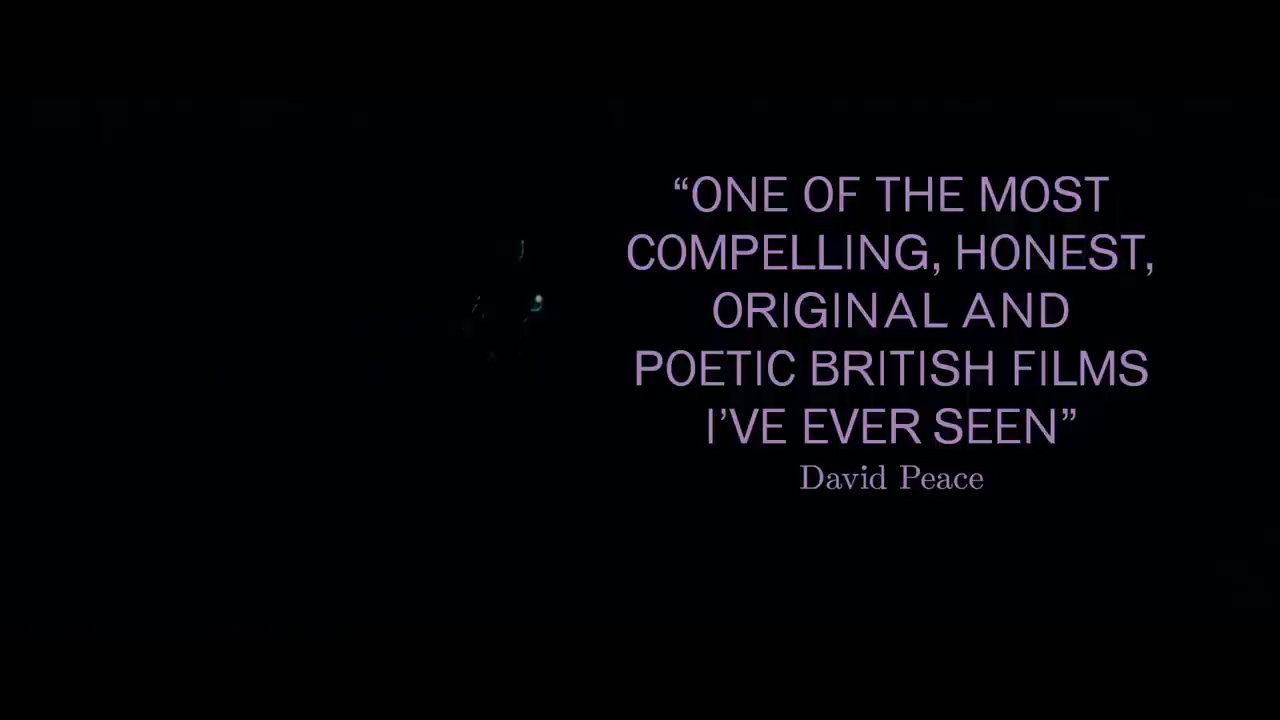 “ONE OF THE MOST
COMPELLING, HONEST,
ORIGINAL AND
POETIC BRITISH FILMS
I’VE EVER SEEN”
David Peace